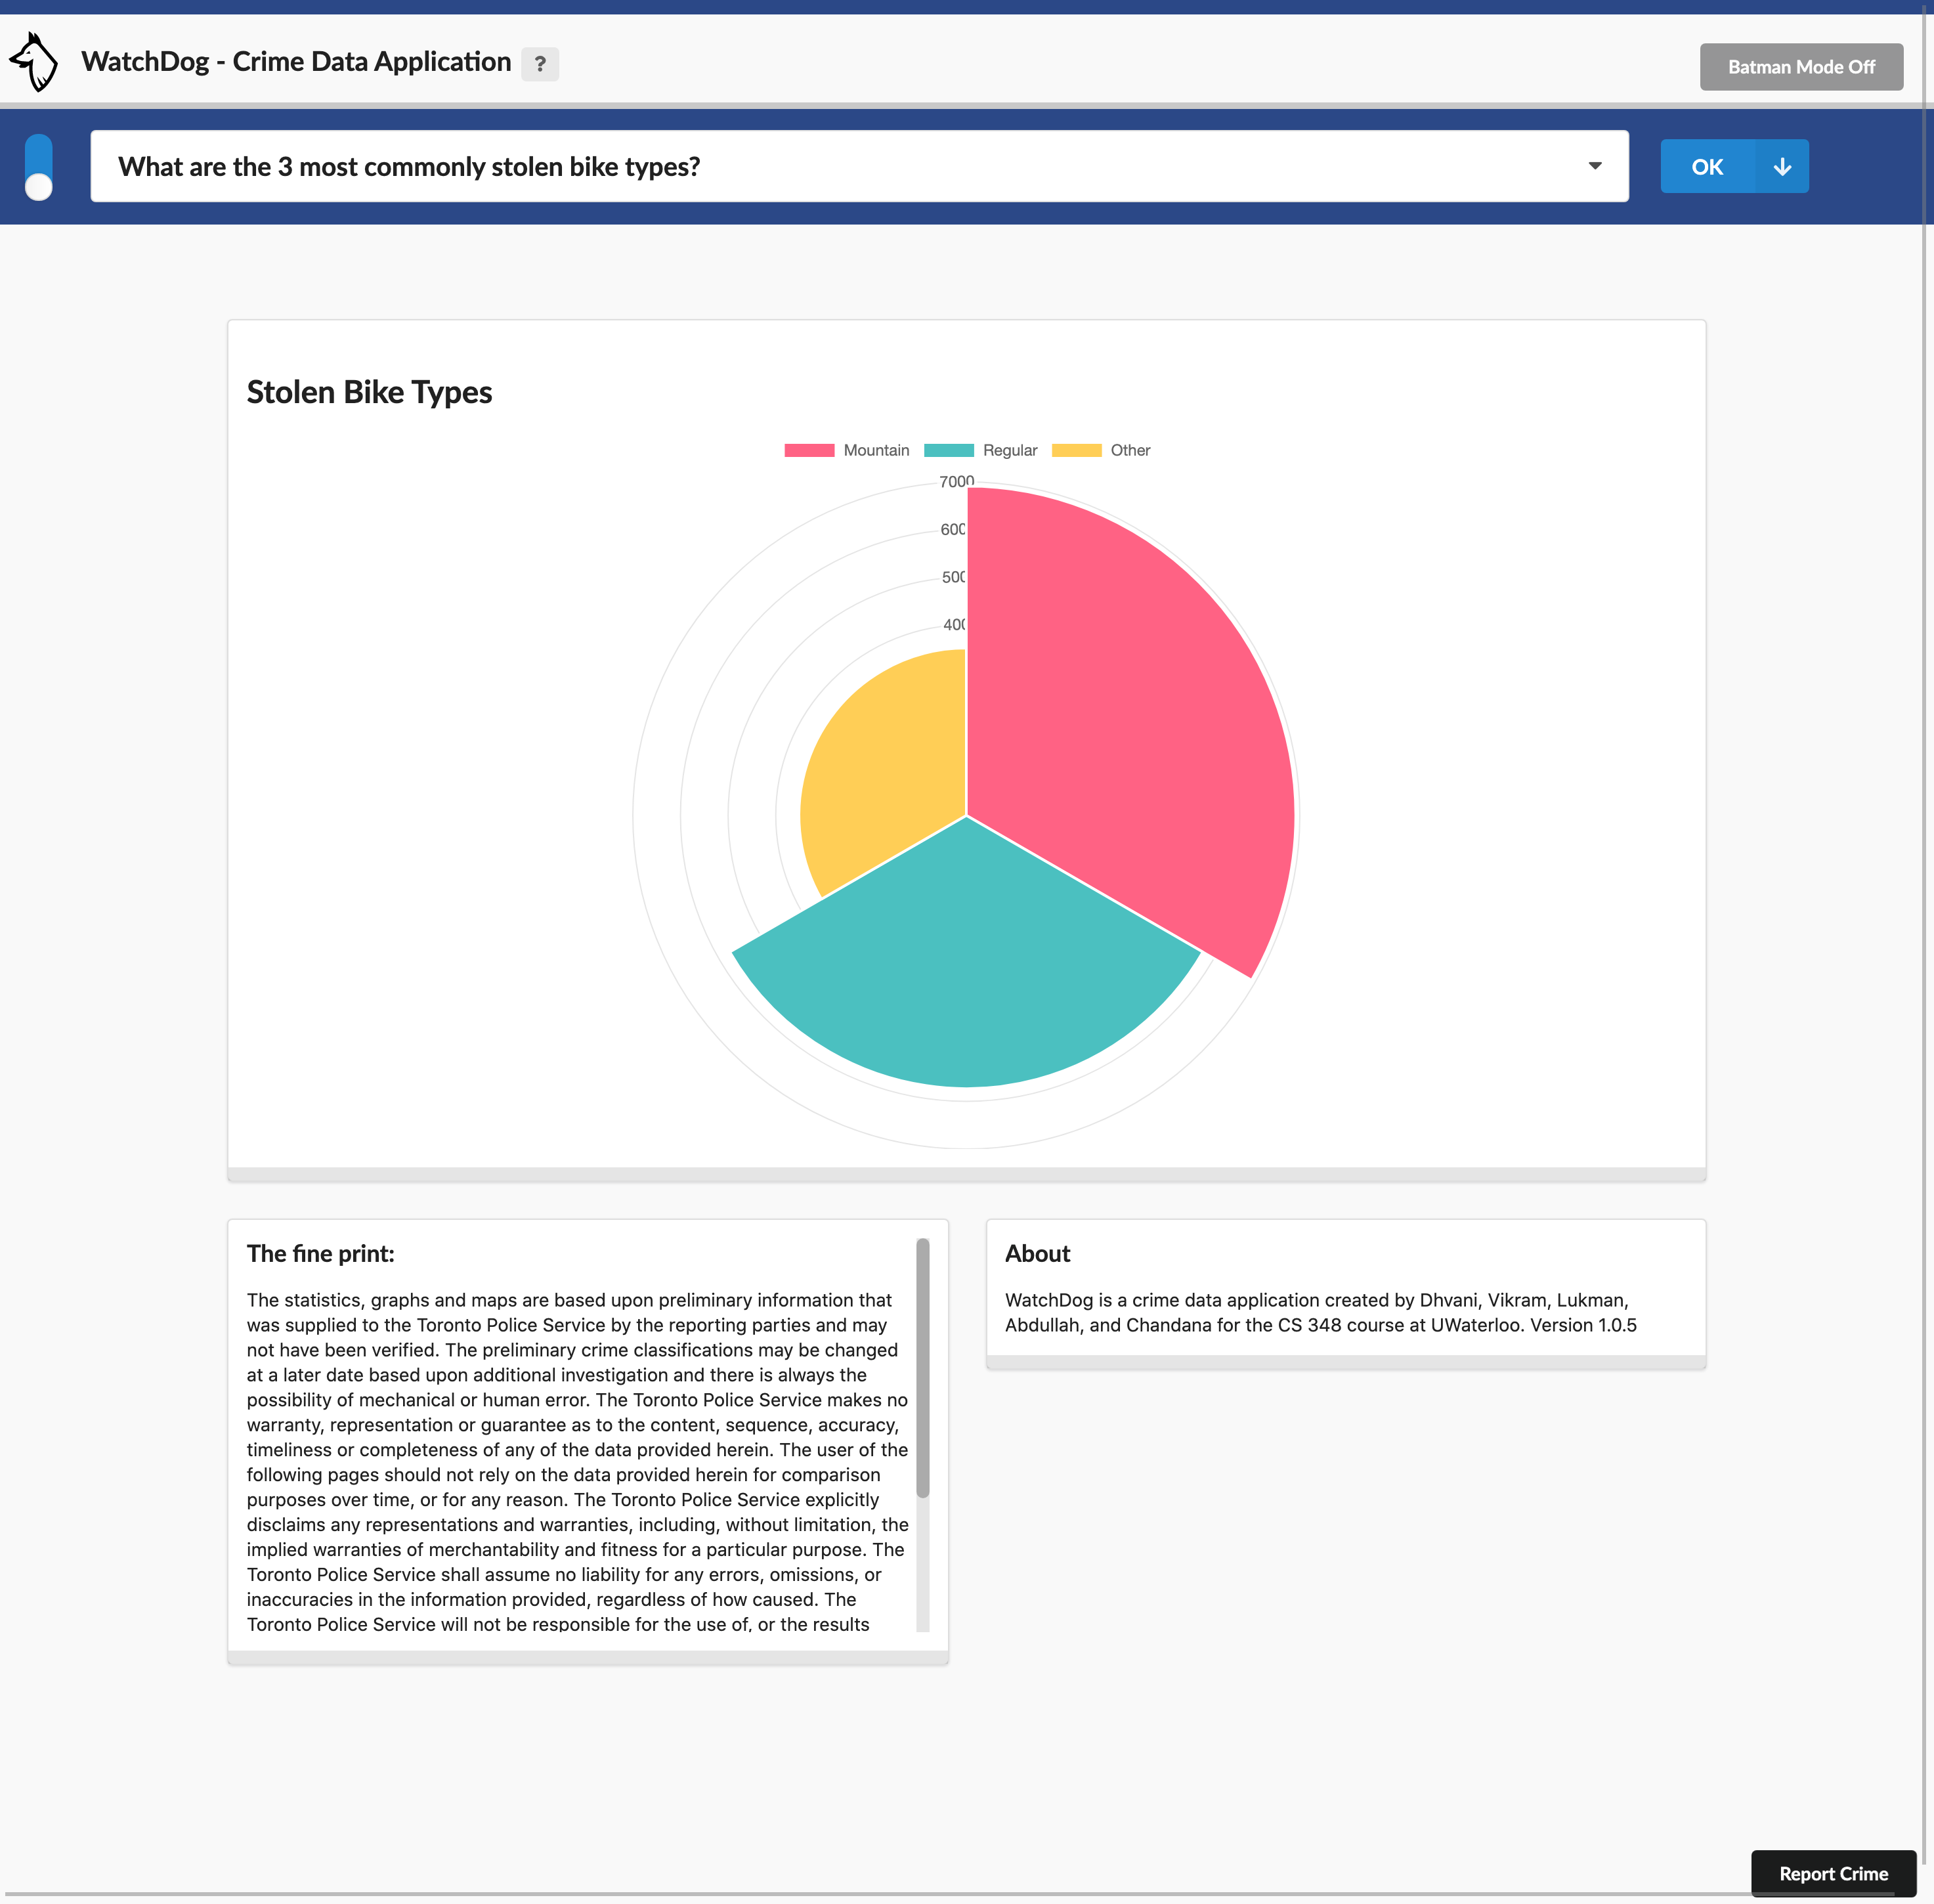 WatchDog - Crime Data Application ?
Batman Mode Off
What are the 3 most commonly stolen bike types?
OK
Stolen Bike Types
Mountain Regular Other
7000
600
500
400
The fine print:
The statistics, graphs and maps are based upon preliminary information that
was supplied to the Toronto Police Service by the reporting parties and may
not have been verified. The preliminary crime classifications may be changed
at a later date based upon additional investigation and there is always the
possibility of mechanical or human error. The Toronto Police Service makes no
warranty, representation or guarantee as to the content, sequence, accuracy,
timeliness or completeness of any of the data provided herein. The user of the
following pages should not rely on the data provided herein for comparison
purposes over time, or for any reason. The Toronto Police Service explicitly
disclaims any representations and warranties, including, without limitation, the
implied warranties of merchantability and fitness for a particular purpose. The
Toronto Police Service shall assume no liability for any errors, omissions, or
inaccuracies in the information provided, regardless of how caused. The
Toronto Police Service will not be responsible for the use of, or the results
About
WatchDog is a crime data application created by Dhvani, Vikram, Lukman,
Abdullah, and Chandana for the CS 348 course at UWaterloo. Version 1.0.5
Report Crime